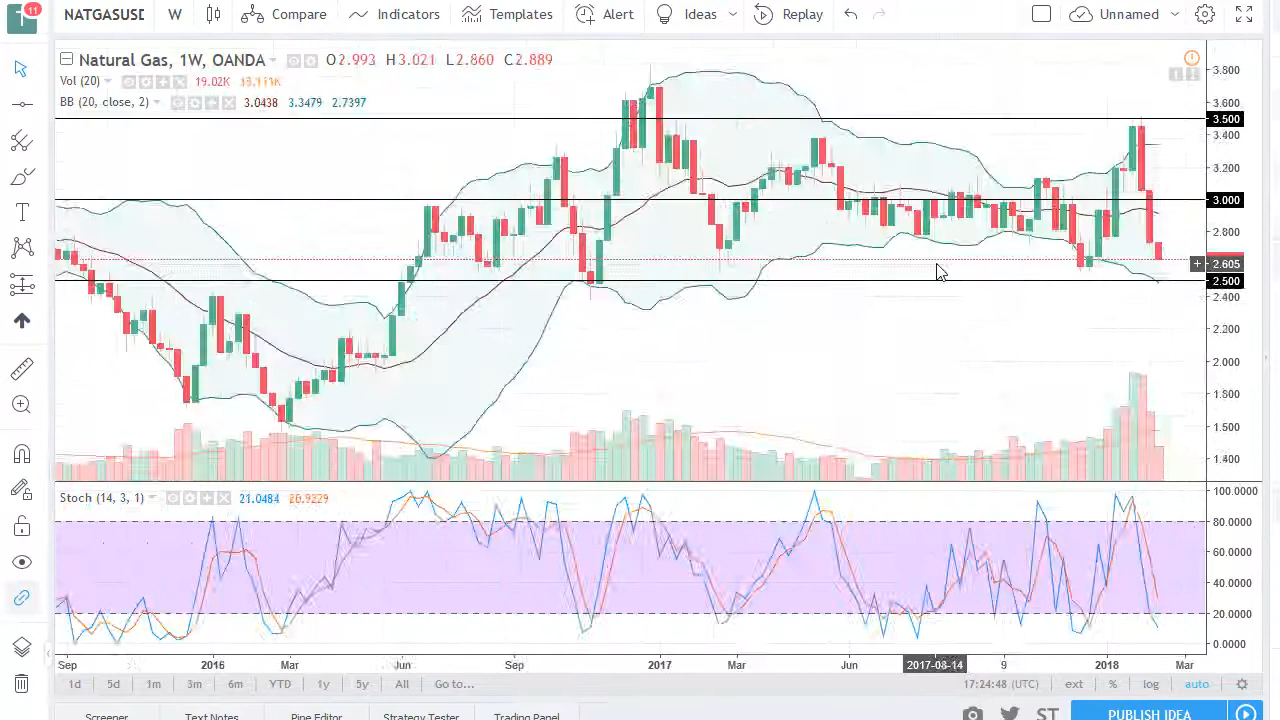 T 11 NATGASUSD W Compare Indicators Templates Alert Ideas Replay Unnamed
Natural Gas, 1W, OANDA O2.993 H3.021 L2.860 C2.889
Vol (20) 19.02K
BB (20, close, 2) 3.0438 3.3479 2.7397
3.800
3.600
3.500
3.400
3.200
3.000
2.800
2.605
2.500
2.400
2.200
2.000
1.800
1.500
1.400
Stoch (14, 3, 1) 21.0484 20.9229
100.0000
80.0000
60.0000
40.0000
20.0000
0.0000
Sep 2016 Mar Jun Sep 2017 Mar Jun 2017-08-14 9 2018 Mar
1d 5d 1m 3m 6m YTD 1y 5y All Go to... 17:24:48 (UTC) ext % log auto
Screener Text Notes Pine Editor Strategy Tester Trading Panel ST PUBLISH IDEA